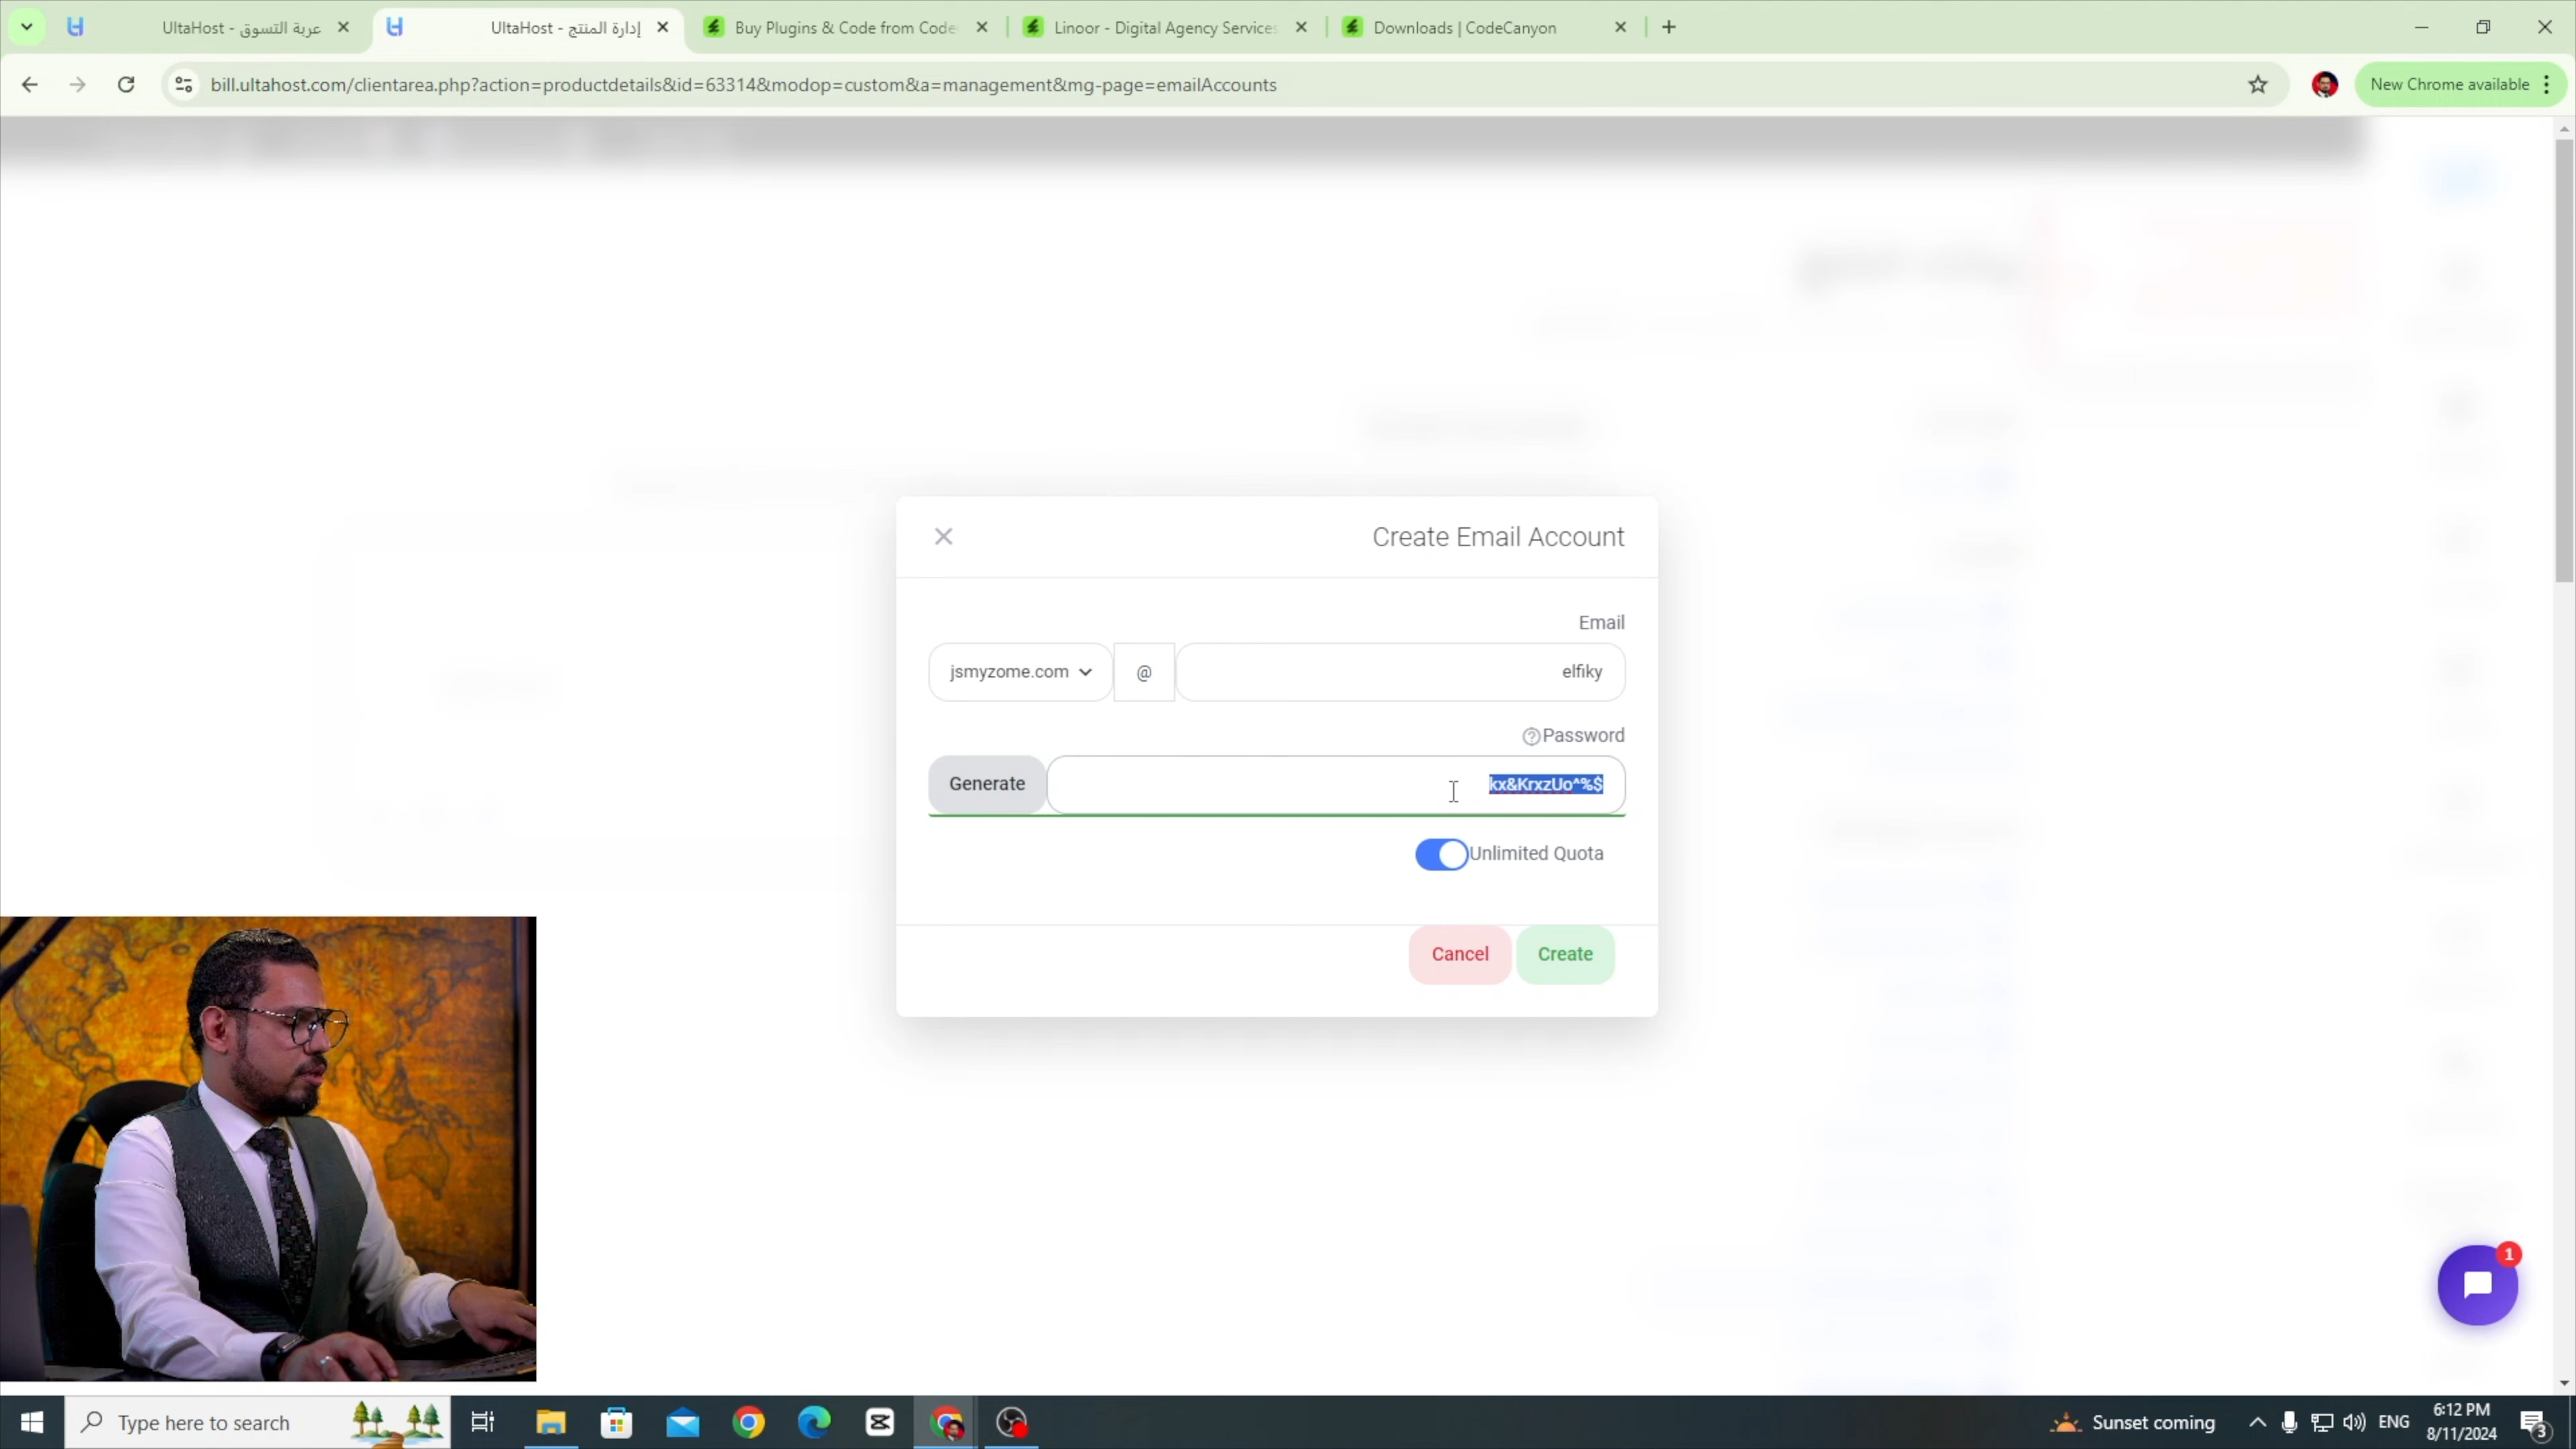 UltaHost - عربة التسوق
UltaHost - إدارة المنتج
Buy Plugins & Code from Code
Linoor - Digital Agency Services
Downloads | CodeCanyon
bill.ultahost.com/clientarea.php?action=productdetails&id=63314&modop=custom&a=management&mg-page=emailAccounts
New Chrome available
Create Email Account
Email
jsmyzome.com @ elfiky
Password
Generate kx&KrxzUo^%$
Unlimited Quota
Cancel Create
1
Type here to search
Sunset coming
ENG
6:12 PM
8/11/2024
3